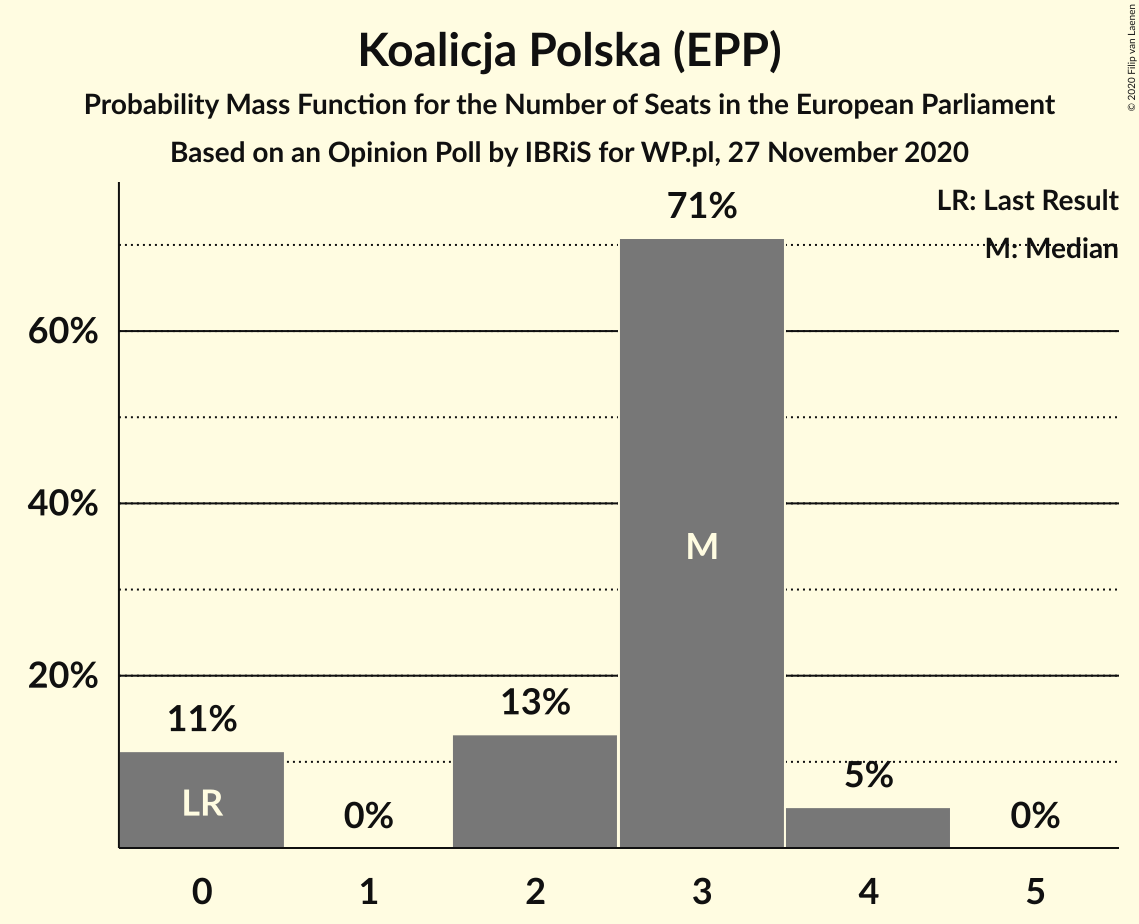 Koalicja Polska (EPP)
Probability Mass Function for the Number of Seats in the European Parliament
Based on an Opinion Poll by IBRiS for WP.pl, 27 November 2020
© 2020 Filip van Laenen
LR: Last Result
M: Median
71%
60%
40%
M
20%
13%
11%
5%
LR
0%
0%
0 1 2 3 4 5